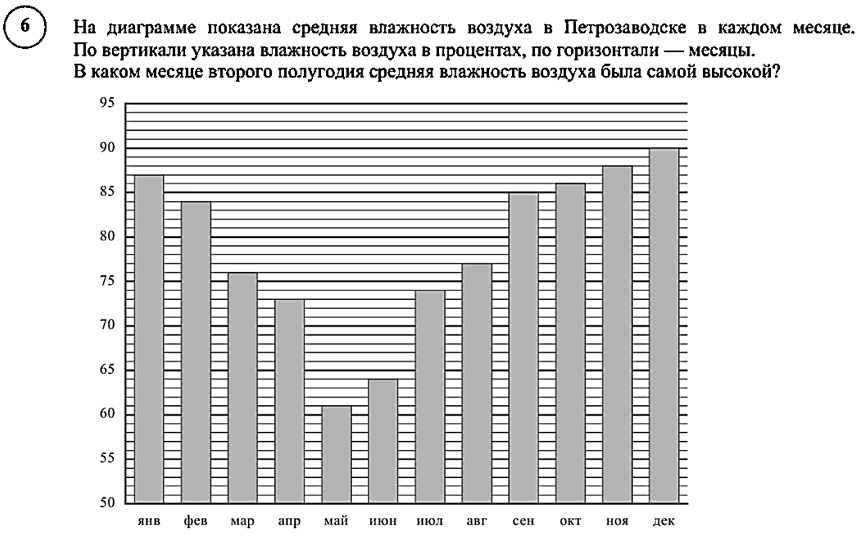 6
На диаграмме показана средняя влажность воздуха в Петрозаводске в каждом месяце.
По вертикали указана влажность воздуха в процентах, по горизонтали — месяцы.
В каком месяце второго полугодия средняя влажность воздуха была самой высокой?
95
90
85
80
75
70
65
60
55
50
янв фев мар апр май июн июл авг сен окт ноя дек